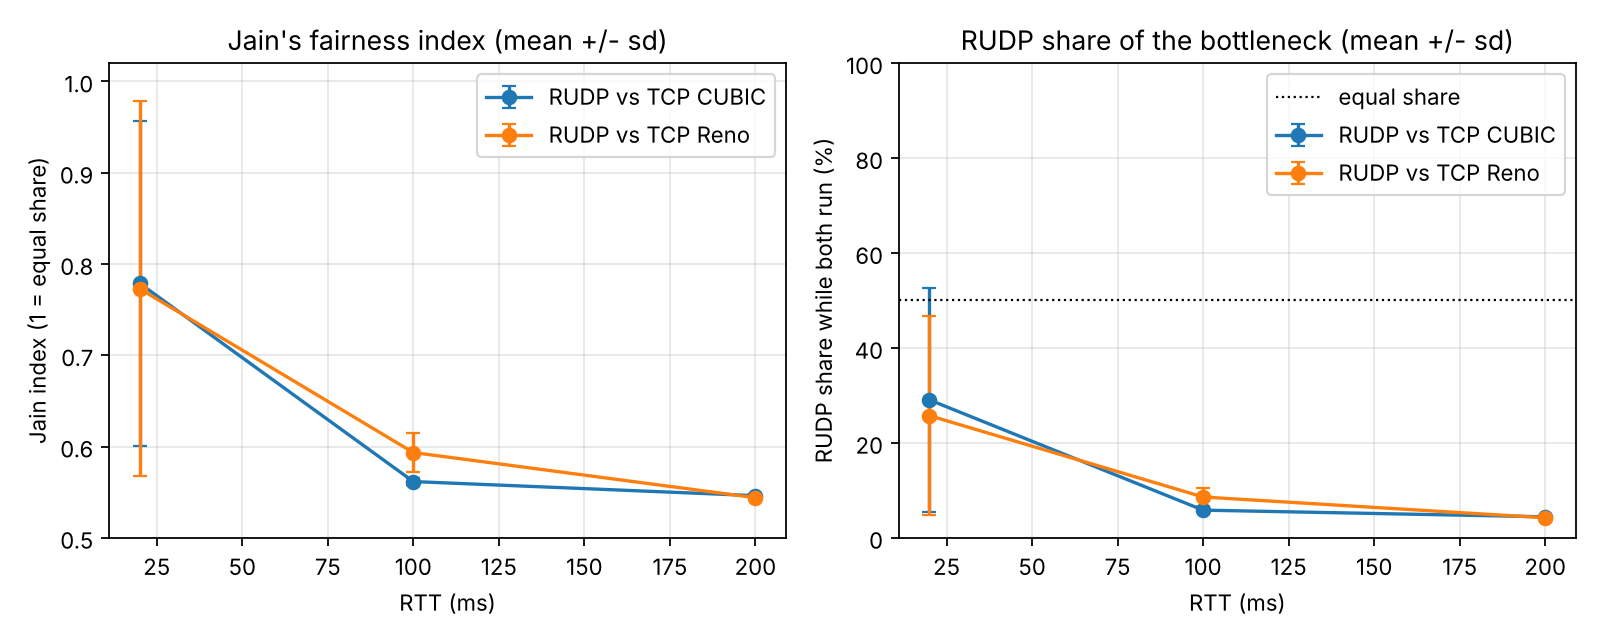 Jain's fairness index (mean +/- sd)
Jain index (1 = equal share)
1.0
0.9
0.8
0.7
0.6
0.5
RUDP vs TCP CUBIC
RUDP vs TCP Reno
25 50 75 100 125 150 175 200
RTT (ms)
RUDP share of the bottleneck (mean +/- sd)
RUDP share while both run (%)
100
80
60
40
20
0
equal share
RUDP vs TCP CUBIC
RUDP vs TCP Reno
25 50 75 100 125 150 175 200
RTT (ms)